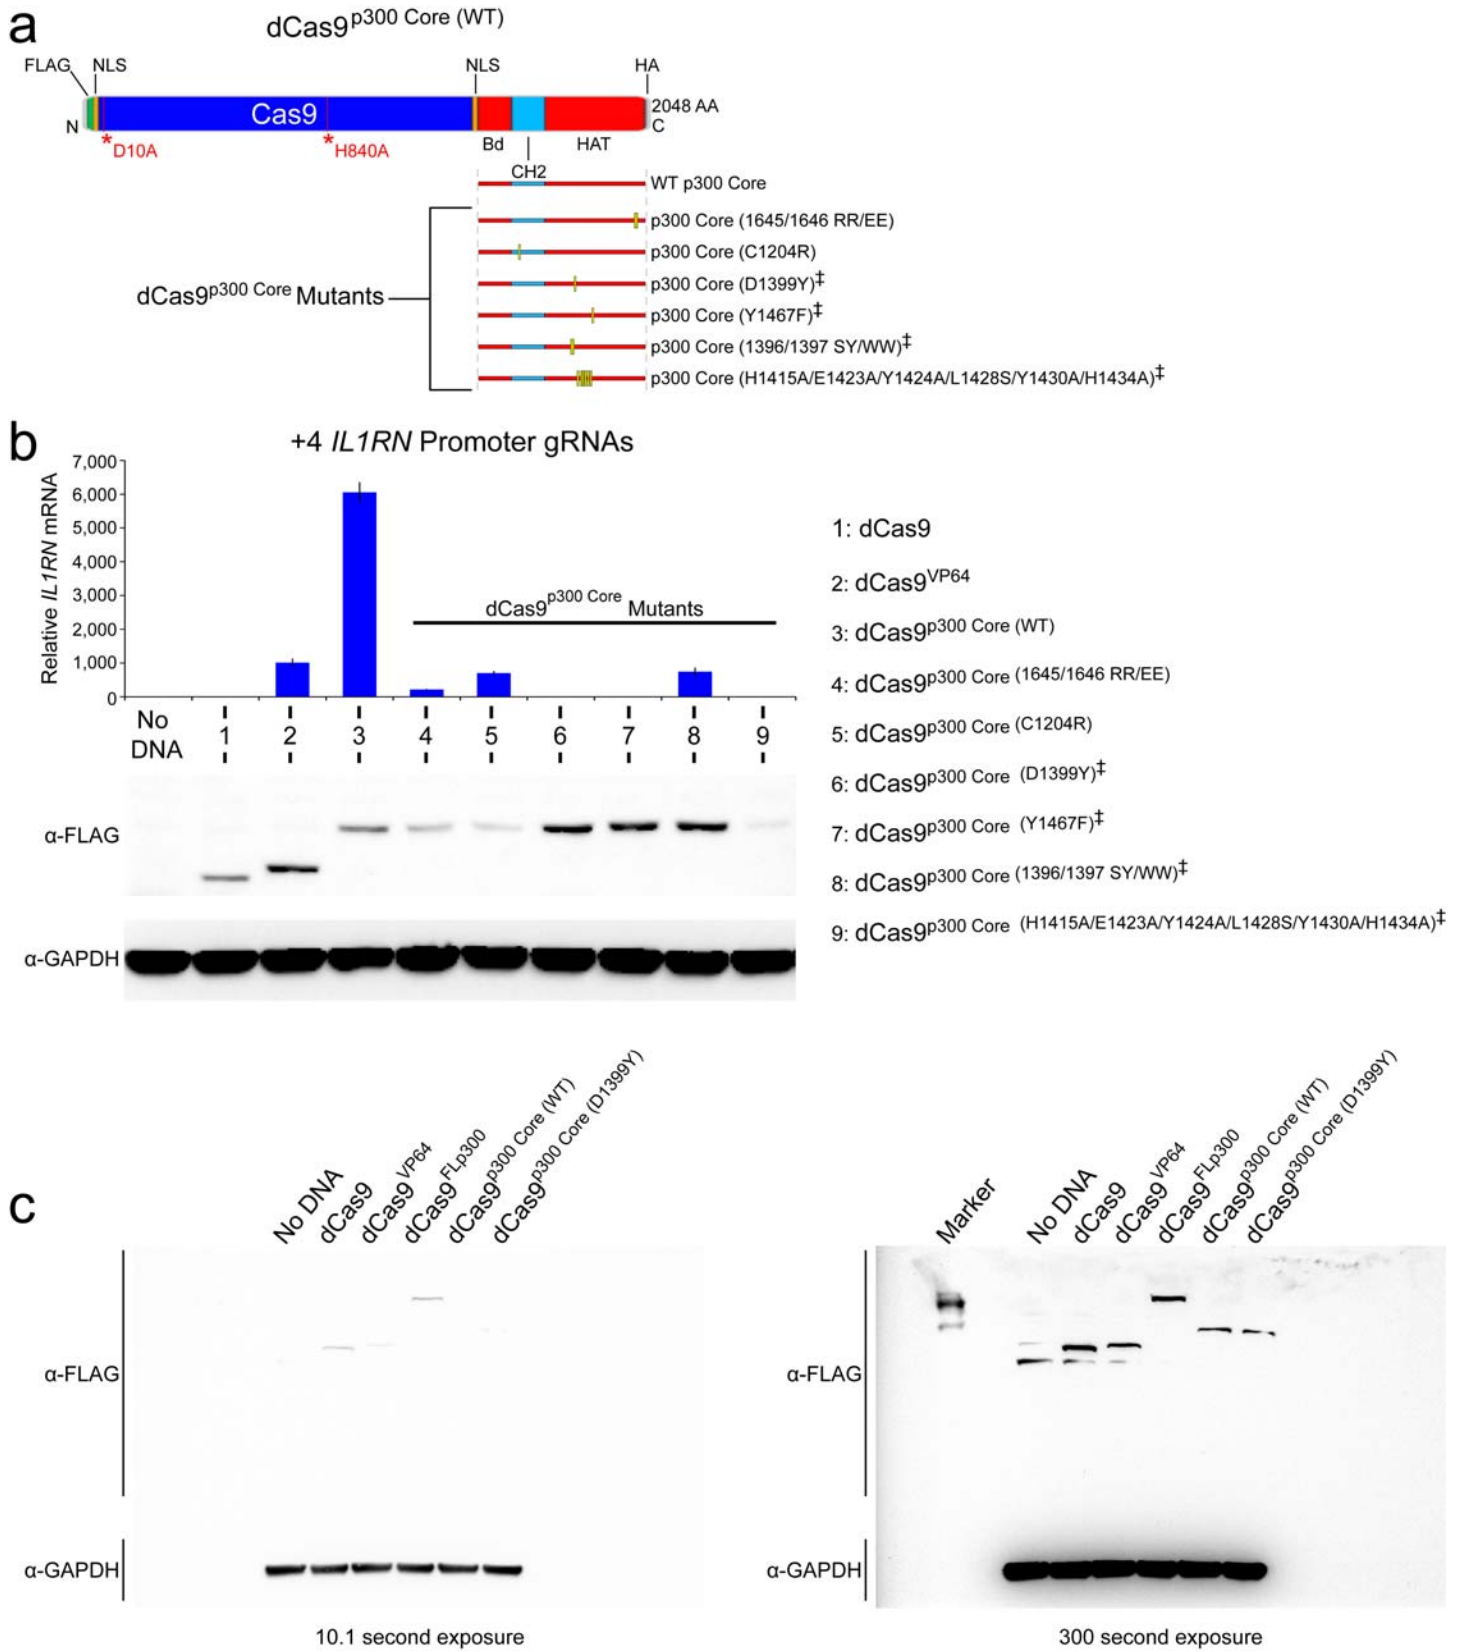 a
dCas9p300 Core (WT)
FLAG NLS NLS HA
Cas9
2048 AA
N C
*D10A *H840A
Bd HAT
CH2
WT p300 Core
p300 Core (1645/1646 RR/EE)
p300 Core (C1204R)
p300 Core (D1399Y)‡
dCas9p300 Core Mutants
p300 Core (Y1467F)‡
p300 Core (1396/1397 SY/WW)‡
p300 Core (H1415A/E1423A/Y1424A/L1428S/Y1430A/H1434A)‡
b
+4 IL1RN Promoter gRNAs
Relative IL1RN mRNA
7,000
6,000
5,000
4,000
3,000
2,000
1,000
0
dCas9p300 Core Mutants
No DNA 1 2 3 4 5 6 7 8 9
α-FLAG
α-GAPDH
1: dCas9
2: dCas9VP64
3: dCas9p300 Core (WT)
4: dCas9p300 Core (1645/1646 RR/EE)
5: dCas9p300 Core (C1204R)
6: dCas9p300 Core (D1399Y)‡
7: dCas9p300 Core (Y1467F)‡
8: dCas9p300 Core (1396/1397 SY/WW)‡
9: dCas9p300 Core (H1415A/E1423A/Y1424A/L1428S/Y1430A/H1434A)‡
c
No DNA
dCas9
dCas9VP64
dCas9FLp300
dCas9p300 Core (WT)
dCas9p300 Core (D1399Y)
α-FLAG
α-GAPDH
10.1 second exposure
Marker
No DNA
dCas9
dCas9VP64
dCas9FLp300
dCas9p300 Core (WT)
dCas9p300 Core (D1399Y)
α-FLAG
α-GAPDH
300 second exposure